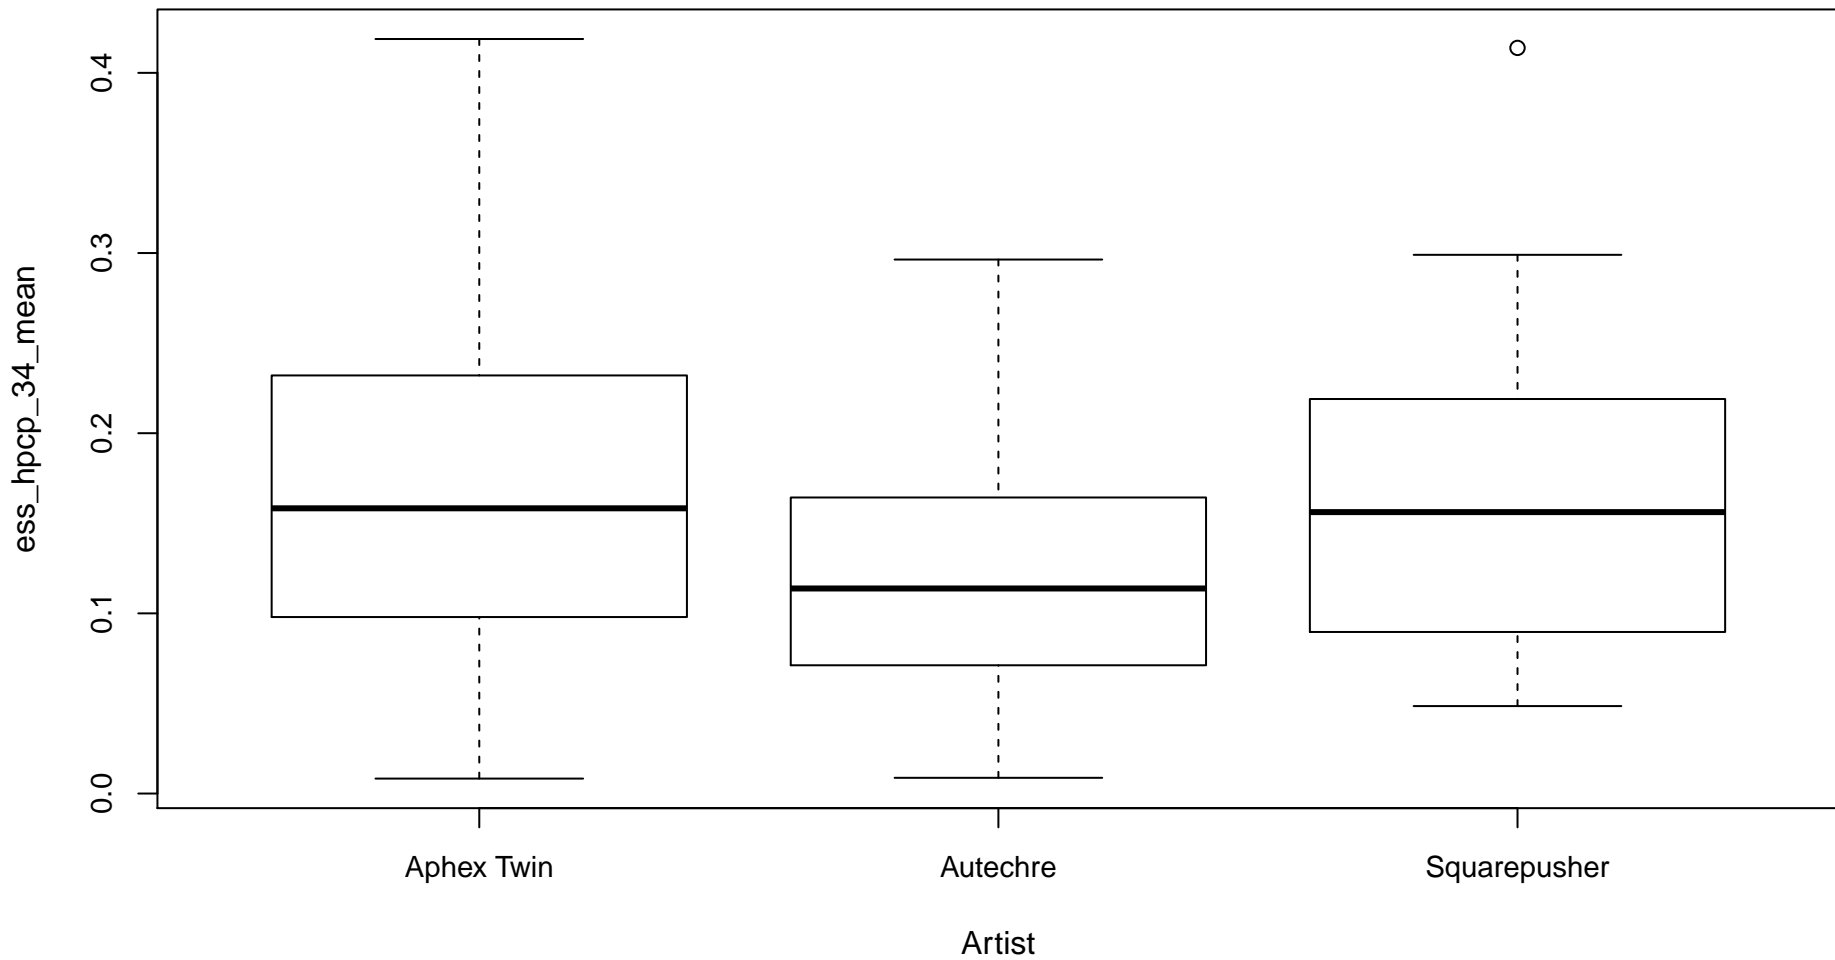 ess_hpcp_34_mean
0.4
0.3
0.2
0.1
0.0
Aphex Twin
Autechre
Squarepusher
Artist